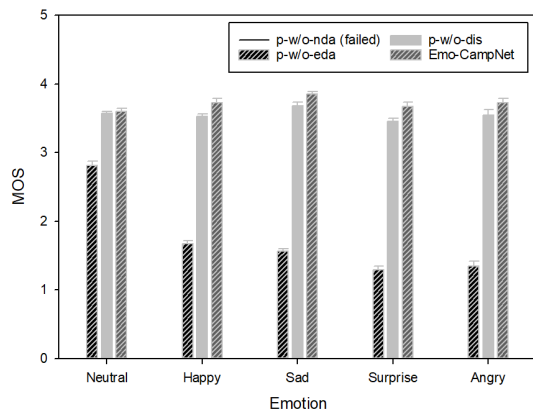 5
4
3
2
1
0
MOS
p-w/o-nda (failed)
p-w/o-dis
p-w/o-eda
Emo-CampNet
Neutral
Happy
Sad
Surprise
Angry
Emotion